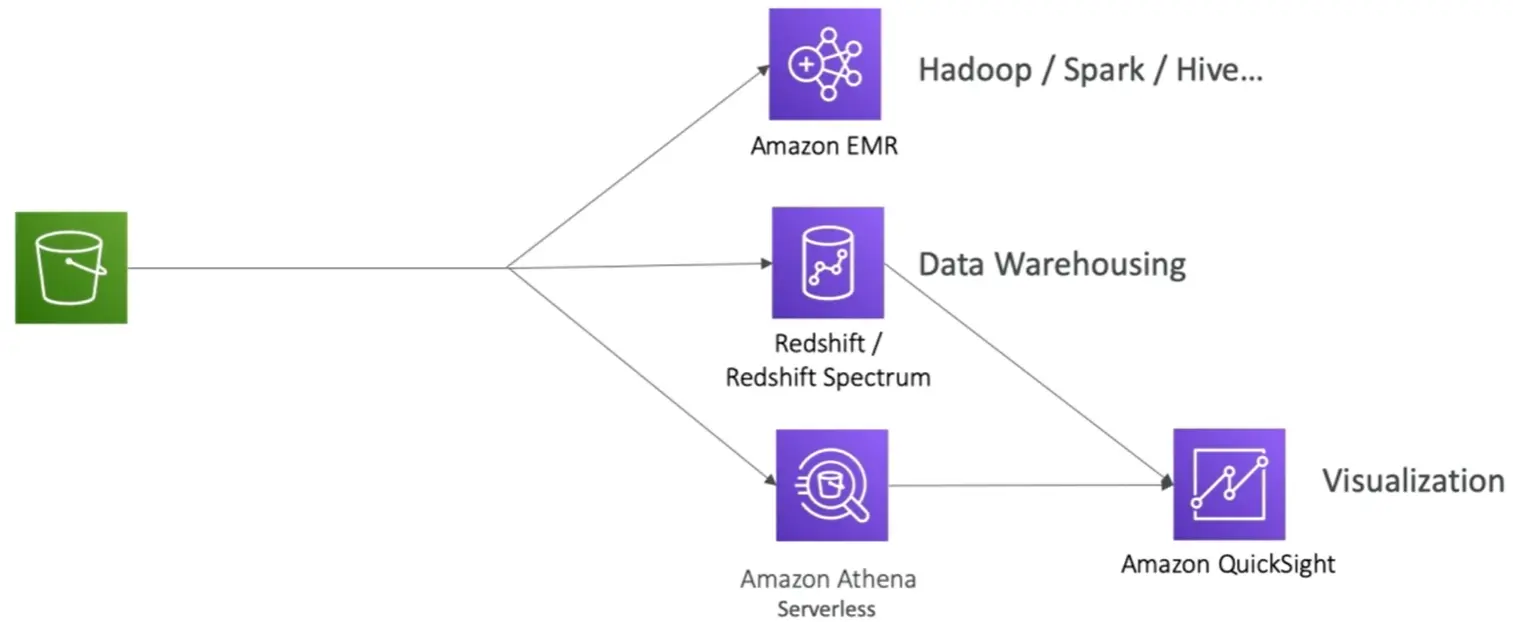 Hadoop / Spark / Hive...
Amazon EMR
Data Warehousing
Redshift /
Redshift Spectrum
Visualization
Amazon QuickSight
Amazon Athena
Serverless